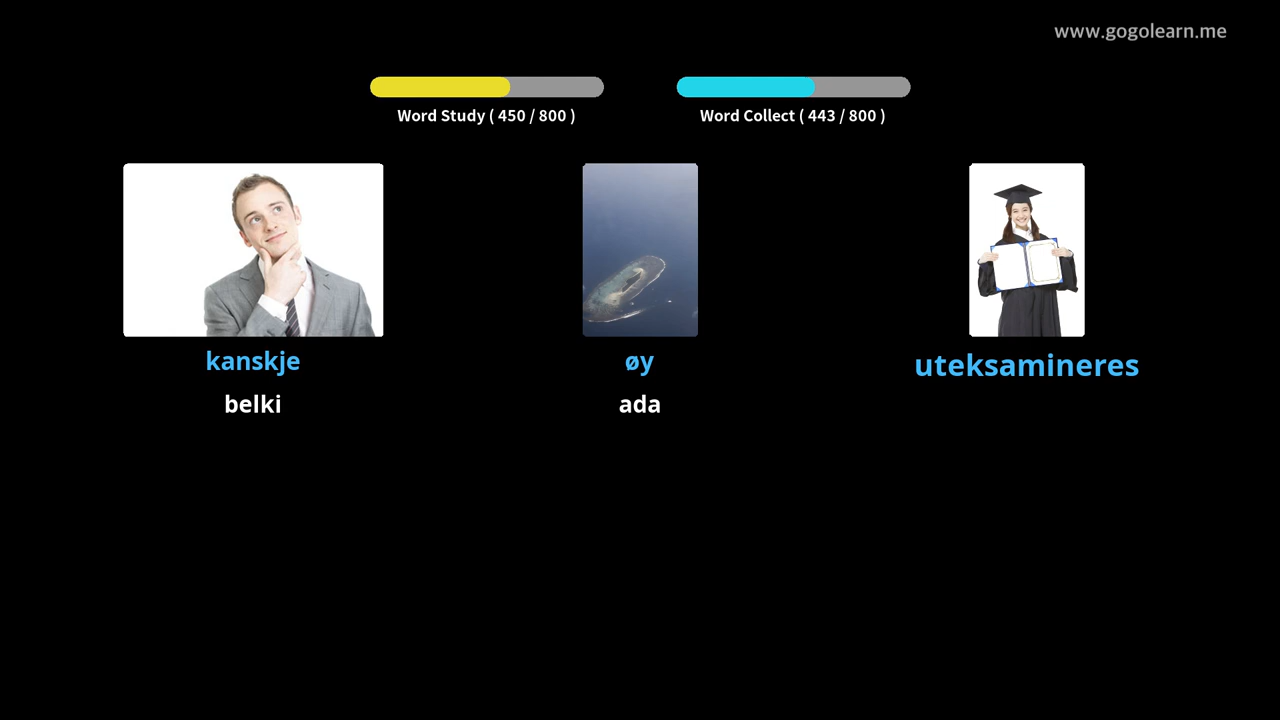 www.gogolearn.me
Word Study ( 450 / 800 )
Word Collect ( 443 / 800 )
kanskje
belki
øy
ada
uteksamineres